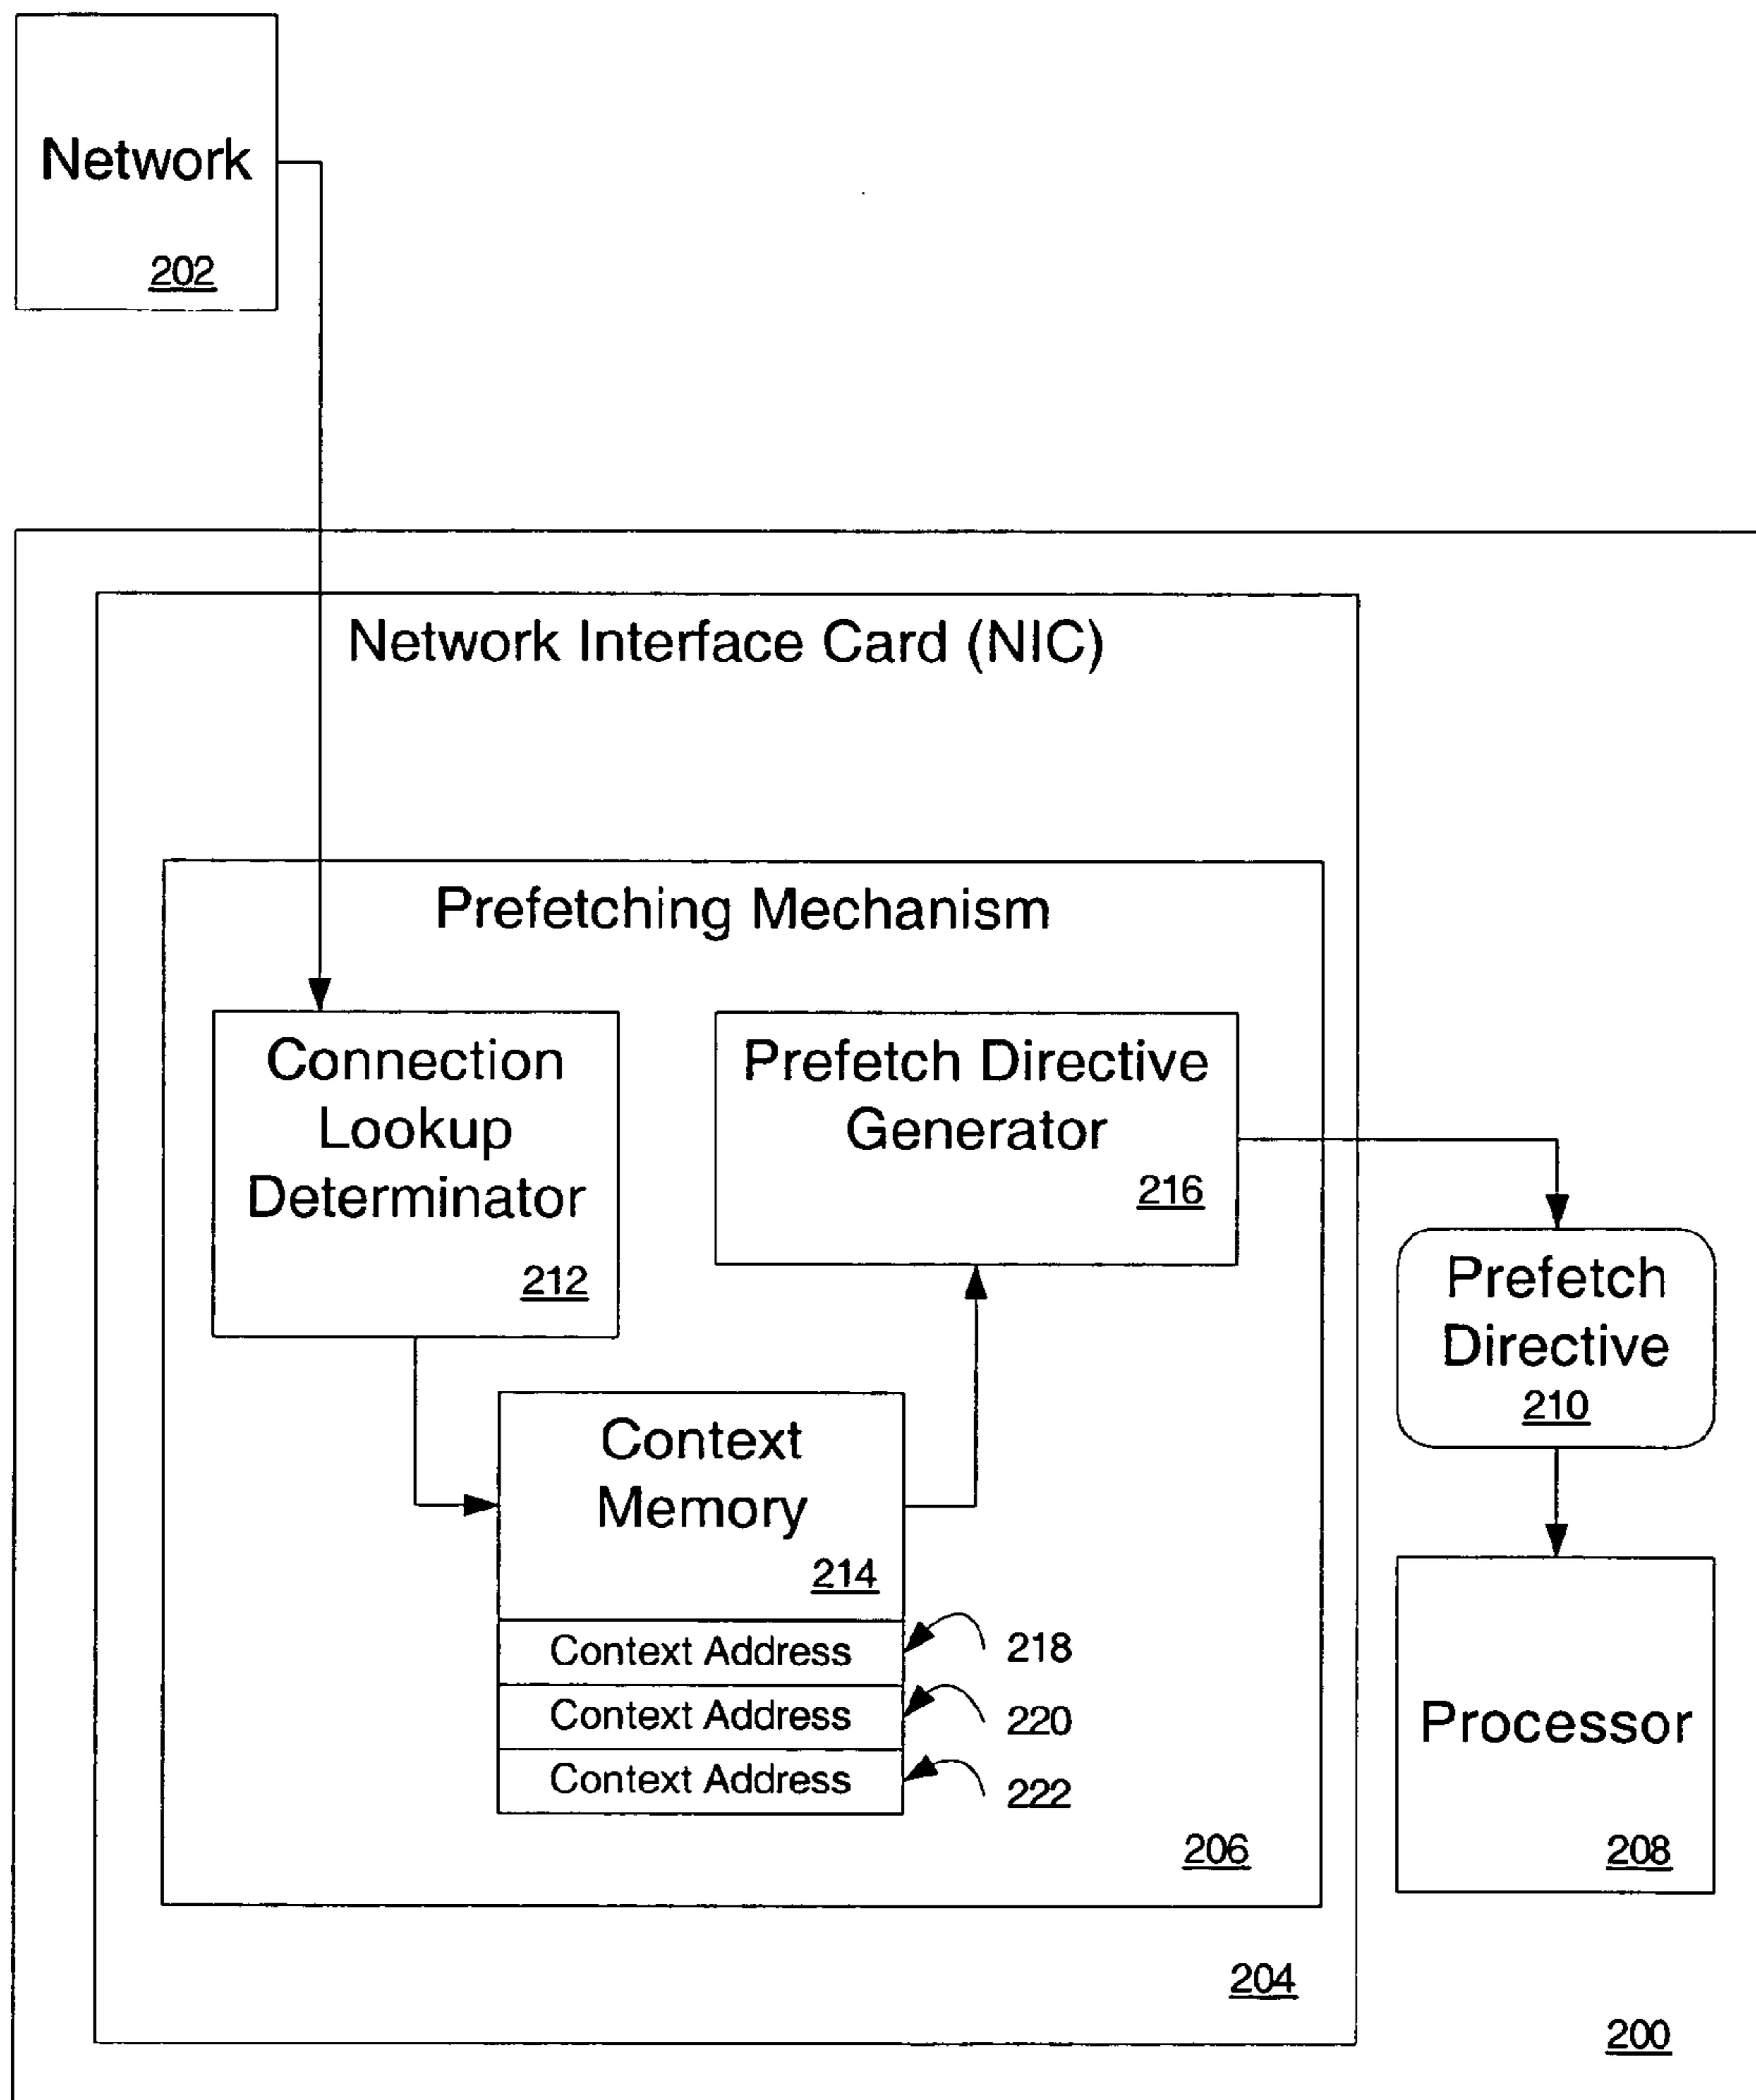 Network
202
Network Interface Card (NIC)
Prefetching Mechanism
Connection
Lookup
Determinator
212
Prefetch Directive
Generator
216
Prefetch
Directive
210
Context
Memory
214
Context Address
218
Context Address
220
Context Address
222
Processor
208
206
204
200